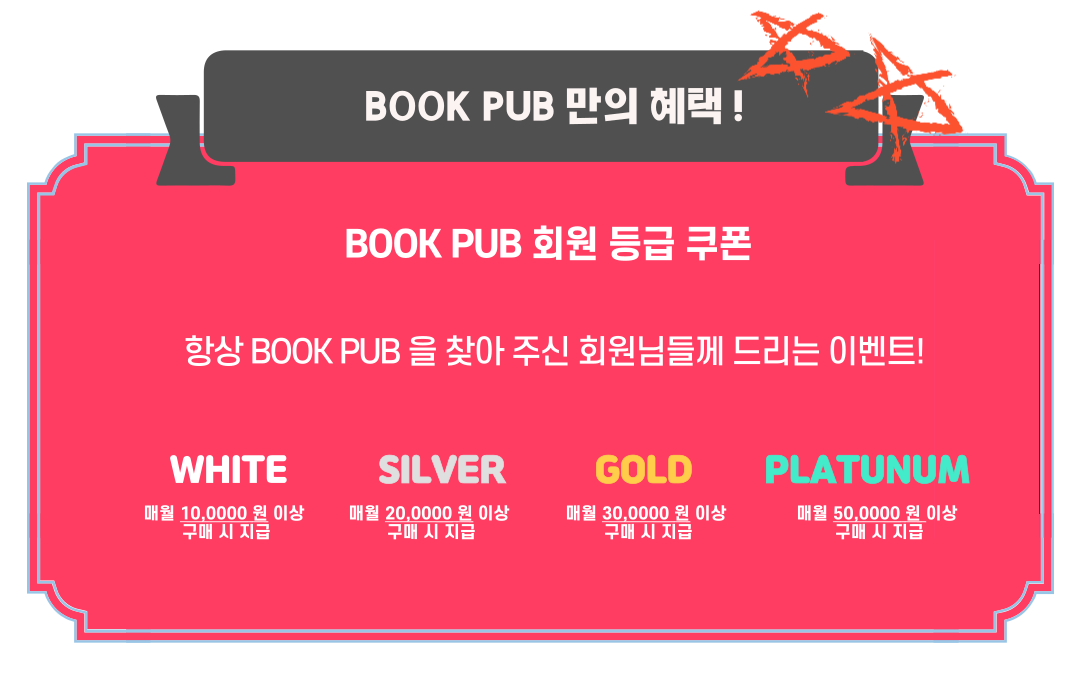 BOOK PUB 만의 혜택 !
BOOK PUB 회원 등급 쿠폰
항상 BOOK PUB 을 찾아 주신 회원님들께 드리는 이벤트!
WHITE
매월 10,0000 원 이상
구매 시 지급
SILVER
매월 20,0000 원 이상
구매 시 지급
GOLD
매월 30,0000 원 이상
구매 시 지급
PLATUNUM
매월 50,0000 원 이상
구매 시 지급